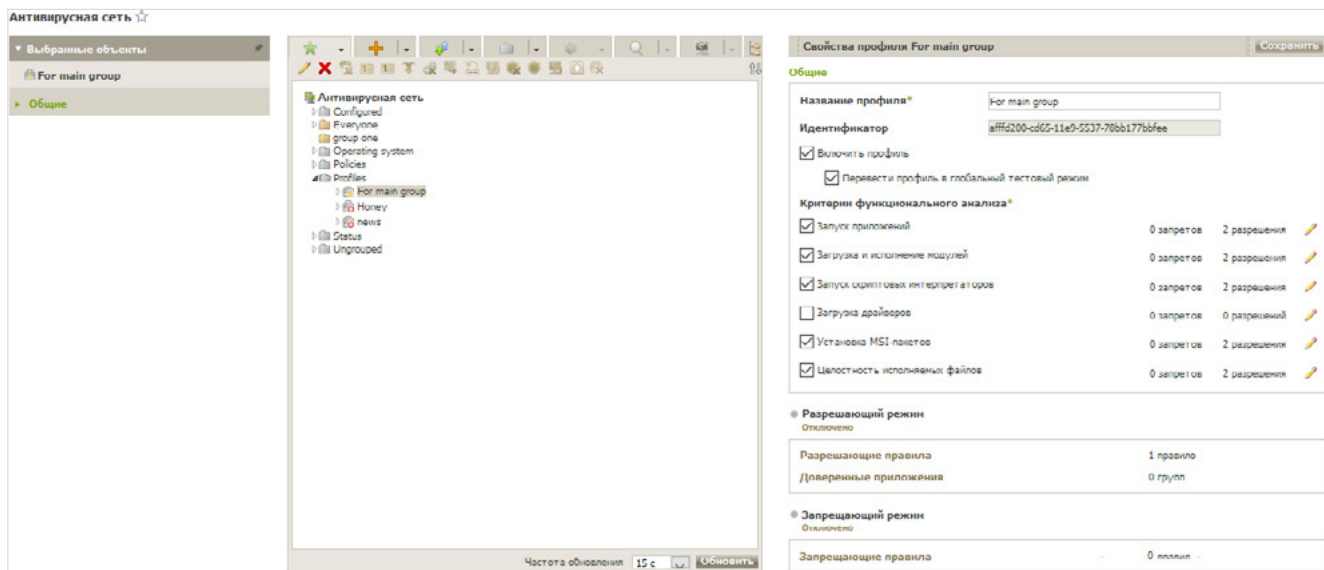 Антивирусная сеть
Выбранные объекты
For main group
Общие
Антивирусная сеть
Configured
Everyone
group one
Operating system
Policies
Profiles
For main group
Honey
news
Status
Ungrouped
Частота обновления 15 с Обновить
Свойства профиля For main group Сохранить
Общие
Название профиля* For main group
Идентификатор afffd200-cd65-11e9-5537-70bb177bbfee
Включить профиль
Перевести профиль в глобальный тестовый режим
Критерии функционального анализа*
Запуск приложений 0 запретов 2 разрешения
Загрузка и исполнение модулей 0 запретов 2 разрешения
Запуск скриптовых интерпретаторов 0 запретов 2 разрешения
Загрузка драйверов 0 запретов 0 разрешений
Установка MSI-пакетов 0 запретов 2 разрешения
Целостность исполняемых файлов 0 запретов 2 разрешения
Разрешающий режим
Отключено
Разрешающие правила 1 правило
Доверенные приложения 0 групп
Запрещающий режим
Отключено
Запрещающие правила 0 правил